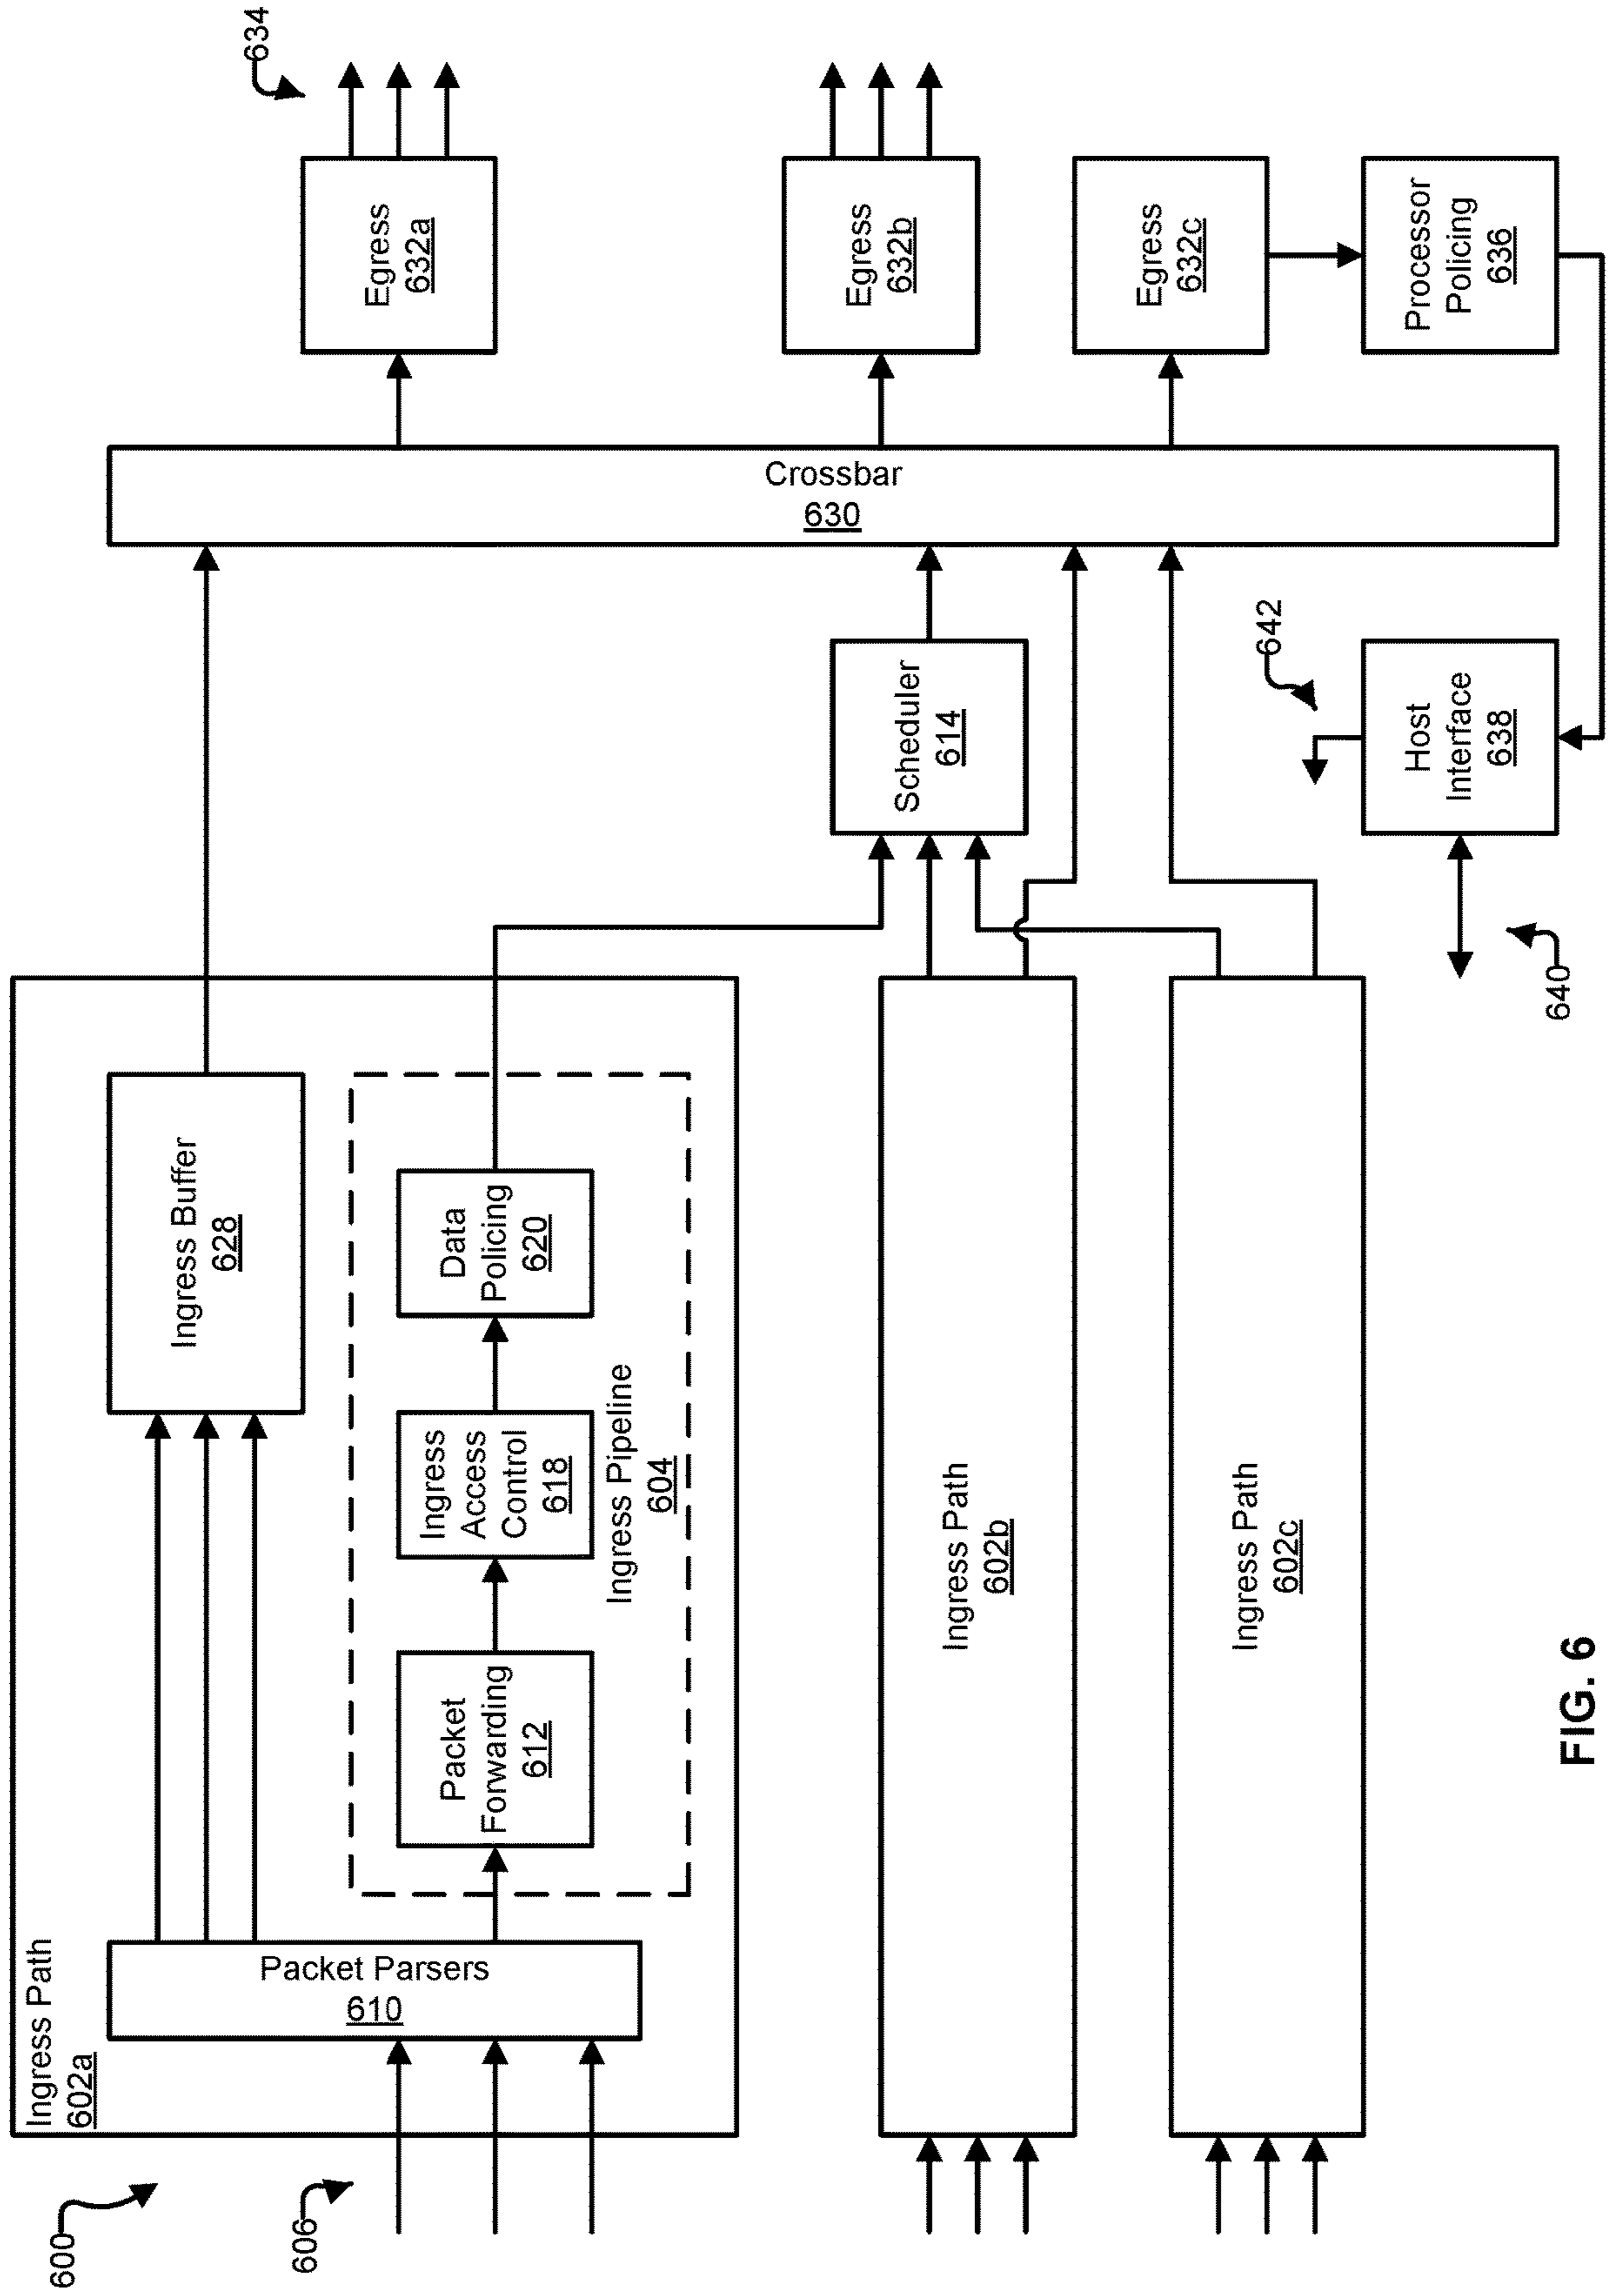 600
606
Ingress Path
602a
Packet Parsers
610
Ingress Buffer
628
Packet
Forwarding
612
Ingress
Access
Control
618
Data
Policing
620
Ingress Pipeline
604
Ingress Path
602b
Ingress Path
602c
Scheduler
614
Crossbar
630
Egress
632a
634
Egress
632b
Egress
632c
Processor
Policing
636
Host
Interface
638
640
642
FIG. 6